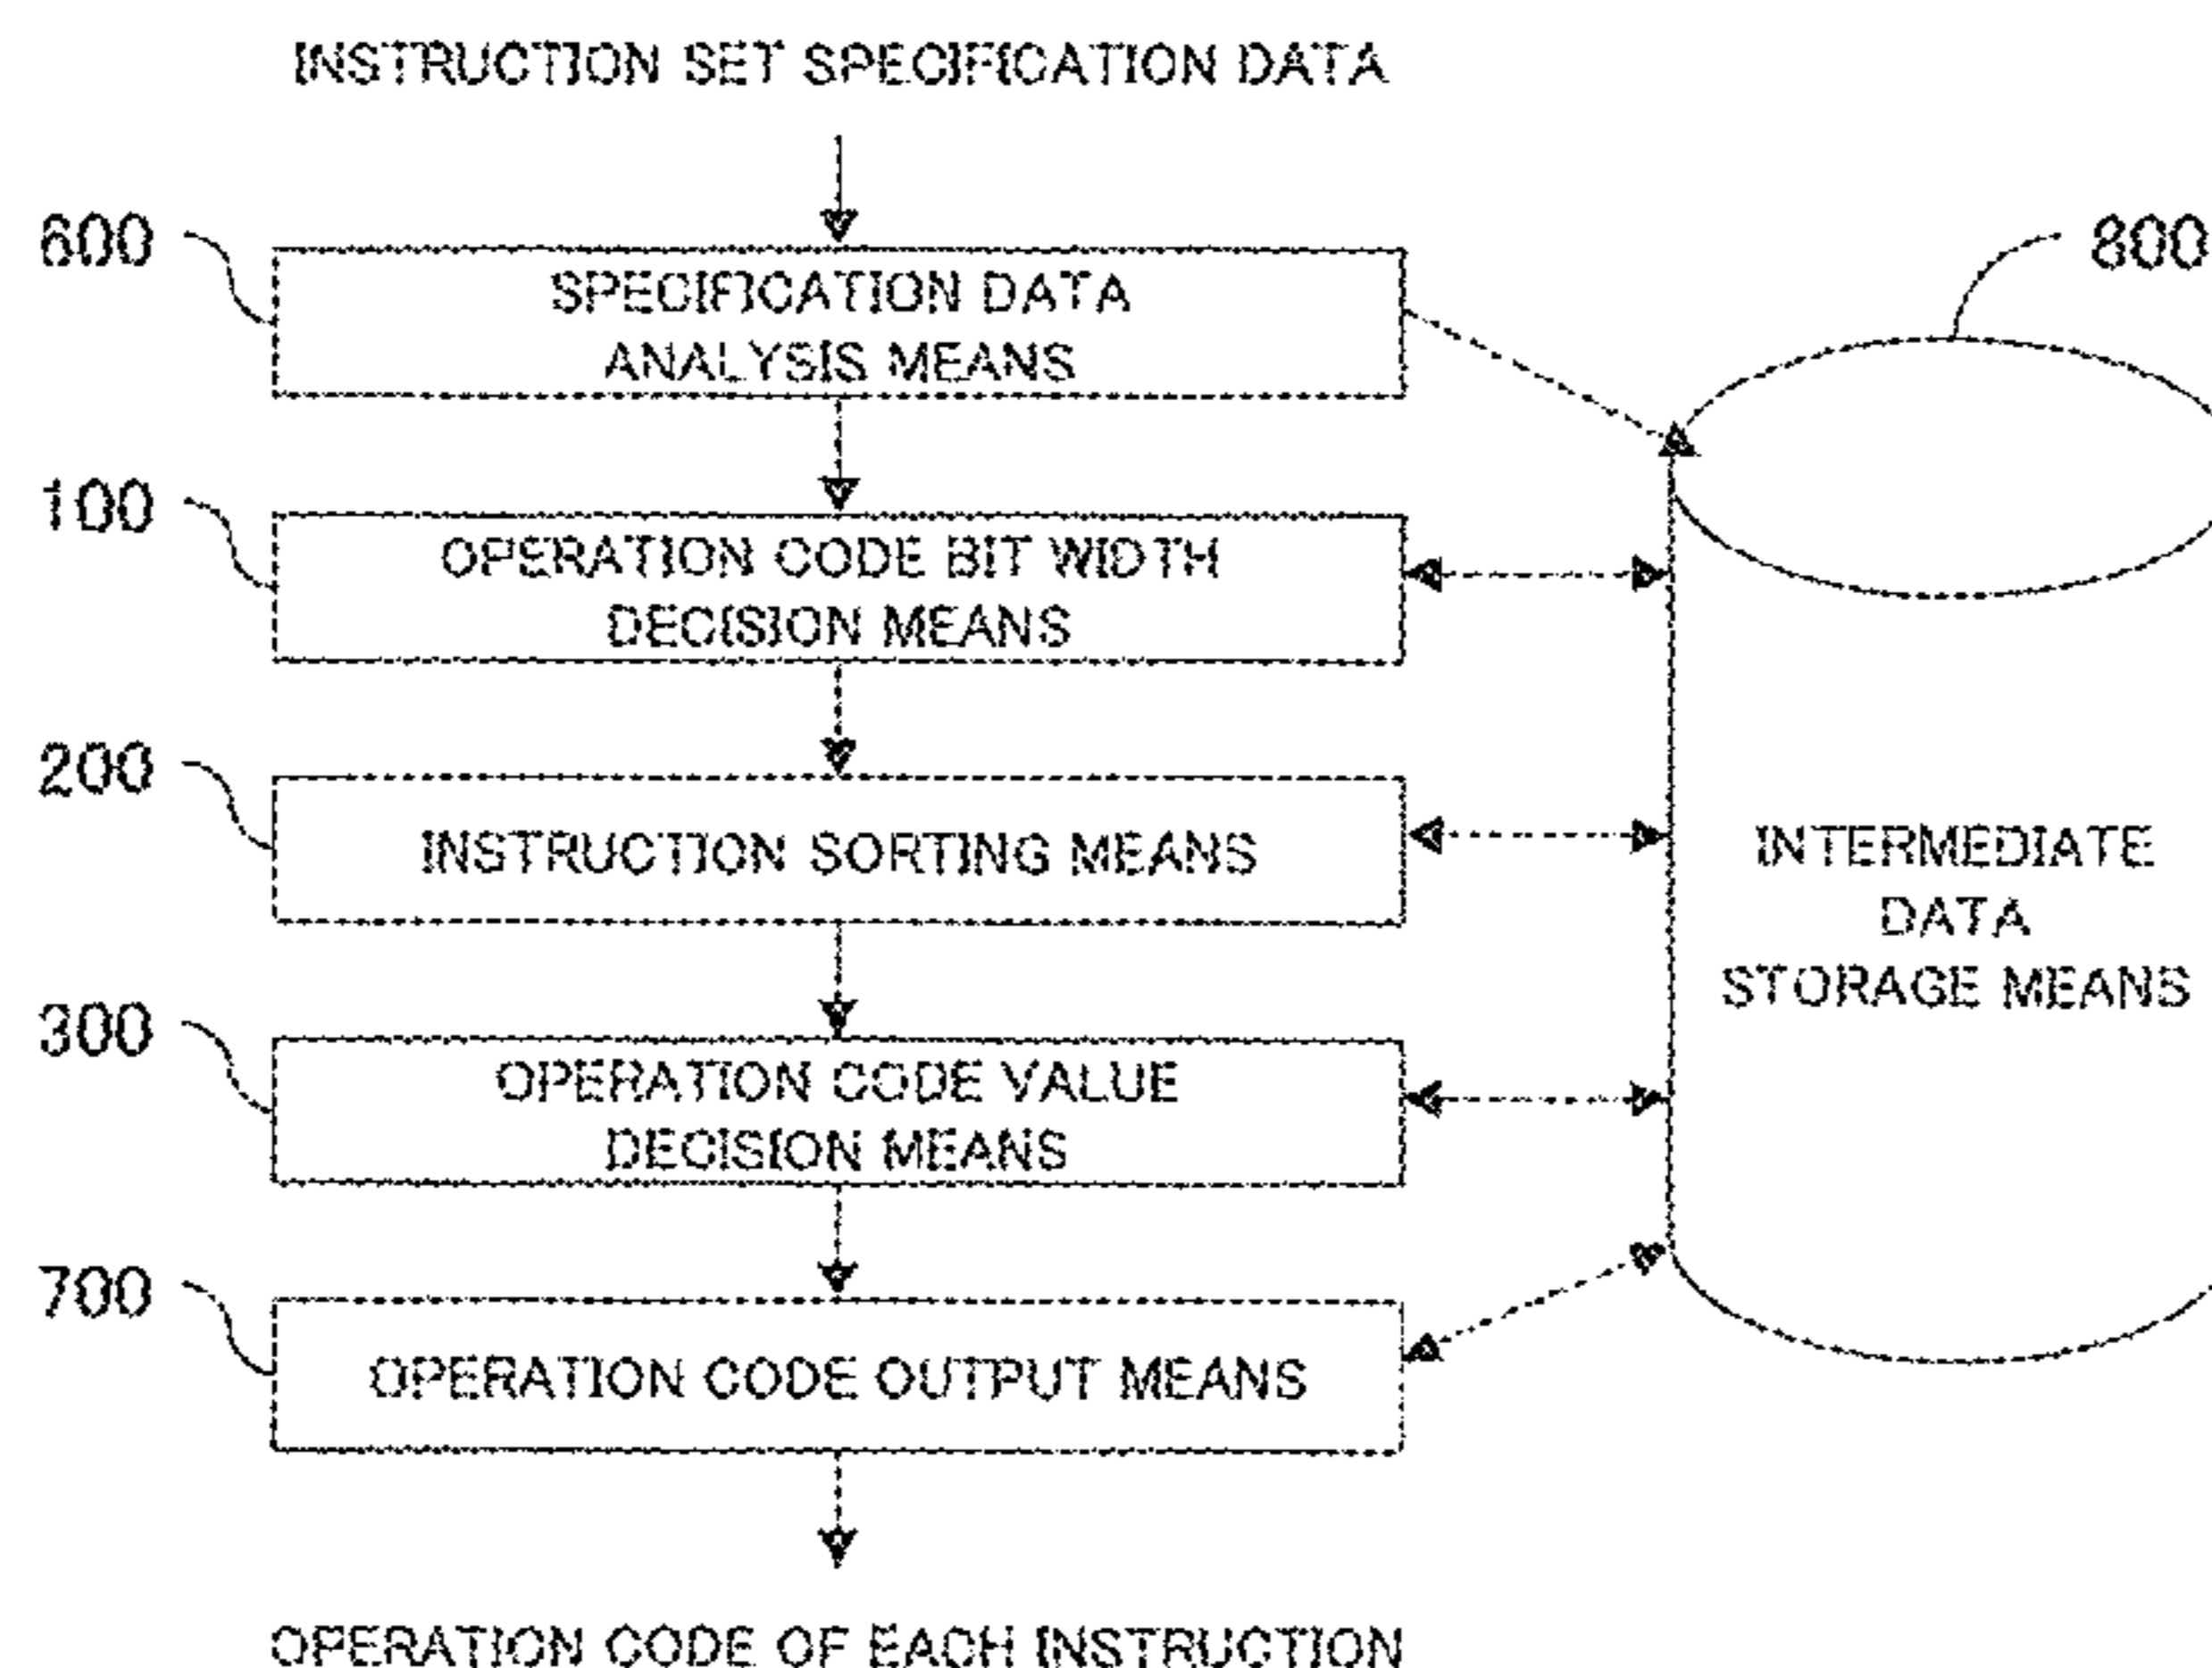 INSTRUCTION SET SPECIFICATION DATA
600
800
SPECIFICATION DATA
ANALYSIS MEANS
100
OPERATION CODE BIT WIDTH
DECISION MEANS
200
INSTRUCTION SORTING MEANS
INTERMEDIATE
DATA
STORAGE MEANS
300
OPERATION CODE VALUE
DECISION MEANS
700
OPERATION CODE OUTPUT MEANS
OPERATION CODE OF EACH INSTRUCTION